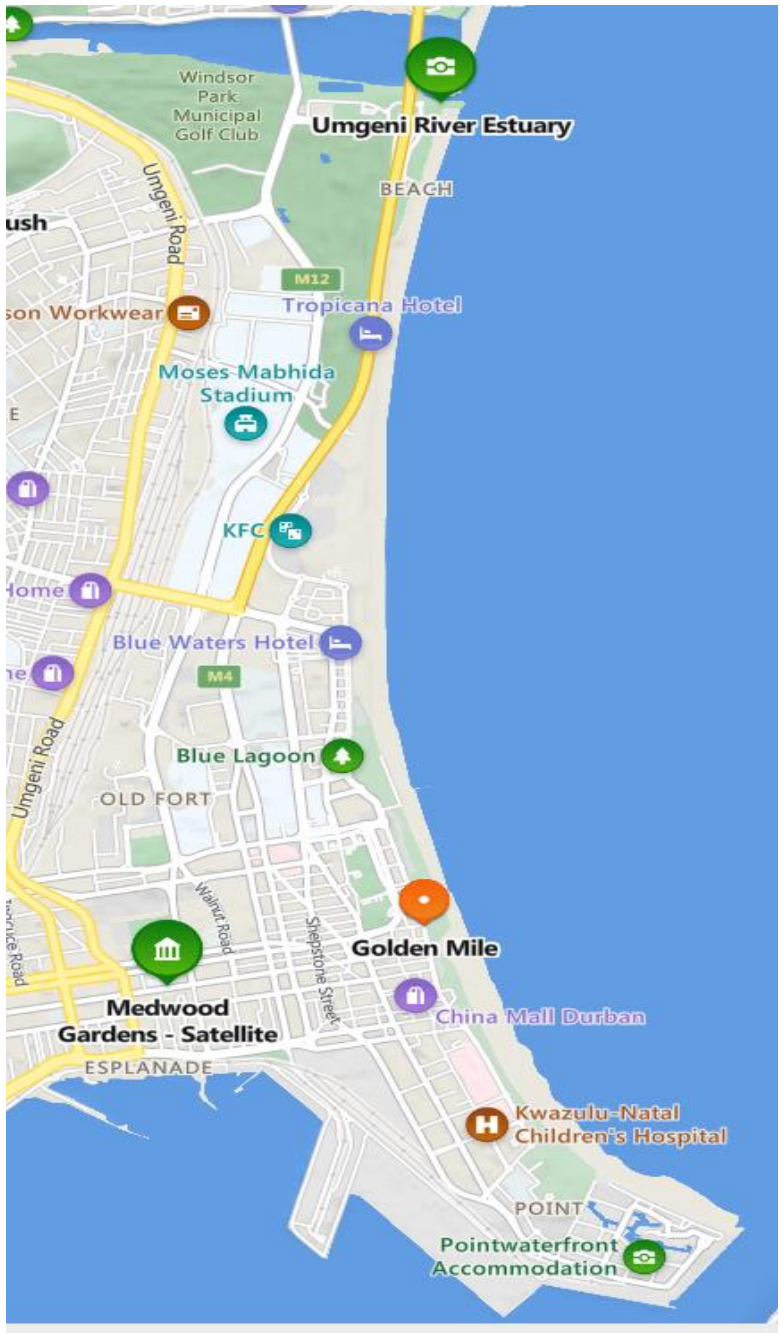 Windsor
Park
Municipal
Golf Club
Umgeni River Estuary
BEACH
Umgeni Road
ush
M12
Tropicana Hotel
son Workwear
Moses Mabhida
Stadium
E
KFC
Home
Blue Waters Hotel
ne
M4
Umgeni Road
Blue Lagoon
OLD FORT
Walnut Road
Shepstone Street
Golden Mile
Medwood
Gardens - Satellite
China Mall Durban
ESPLANADE
Kwazulu-Natal
Children's Hospital
POINT
Pointwaterfront
Accommodation